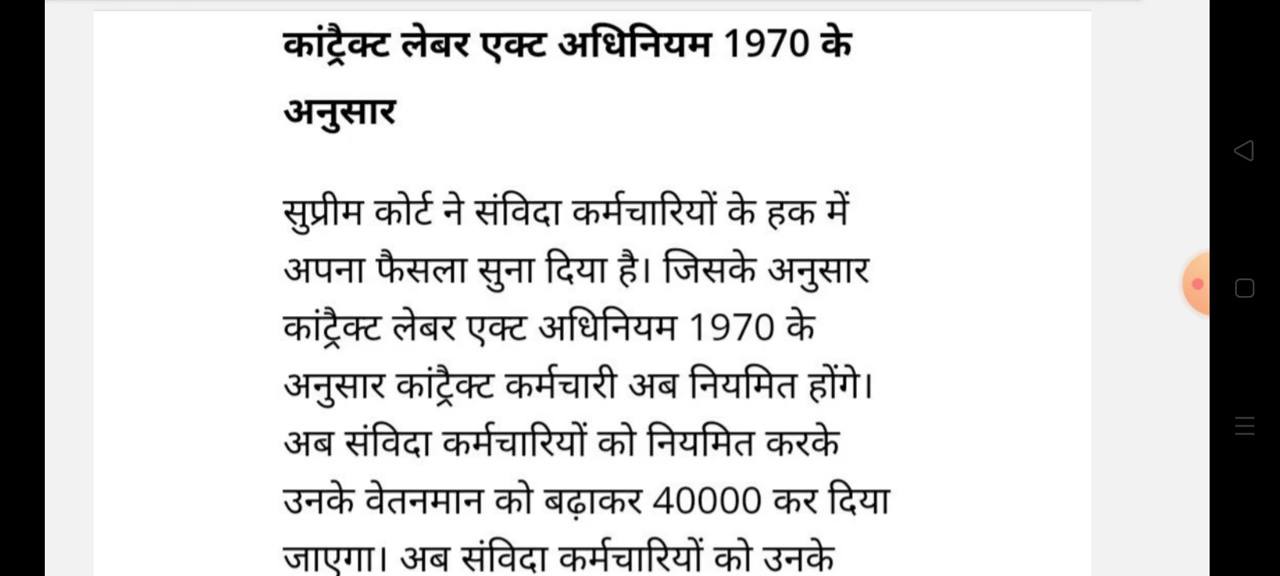 कांट्रैक्ट लेबर एक्ट अधिनियम 1970 के
अनुसार
सुप्रीम कोर्ट ने संविदा कर्मचारियों के हक में
अपना फैसला सुना दिया है। जिसके अनुसार
कांट्रैक्ट लेबर एक्ट अधिनियम 1970 के
अनुसार कांट्रैक्ट कर्मचारी अब नियमित होंगे।
अब संविदा कर्मचारियों को नियमित करके
उनके वेतनमान को बढ़ाकर 40000 कर दिया
जाएगा। अब संविदा कर्मचारियों को उनके